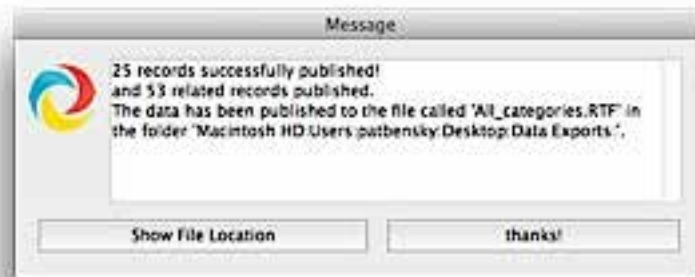 Message
25 records successfully published!
and 53 related records published.
The data has been published to the file called "All_categories.RTF" in
the folder "Macintosh HD:Users:patbensky:Desktop:Data Exports:".
Show File Location
thanks!